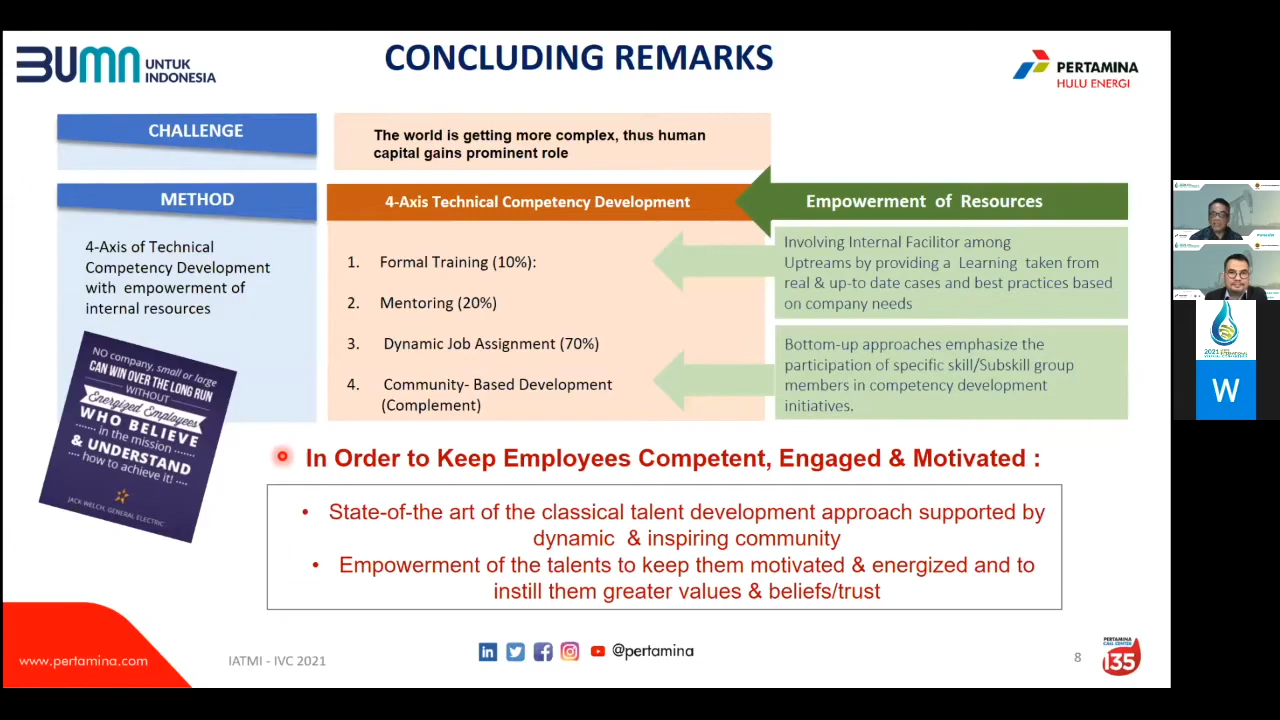 BUMN UNTUK
INDONESIA
CONCLUDING REMARKS
PERTAMINA
HULU ENERGI
CHALLENGE
The world is getting more complex, thus human
capital gains prominent role
METHOD
4-Axis of Technical
Competency Development
with empowerment of
internal resources
4-Axis Technical Competency Development
1. Formal Training (10%):
2. Mentoring (20%)
3. Dynamic Job Assignment (70%)
4. Community- Based Development
(Complement)
Empowerment of Resources
Involving Internal Facilitor among
Uptreams by providing a Learning taken from
real & up-to date cases and best practices based
on company needs
Bottom-up approaches emphasize the
participation of specific skill/Subskill group
members in competency development
initiatives.
NO company, small or large
CAN WIN OVER THE LONG RUN
WITHOUT
Energized Employees
WHO BELIEVE
in the mission
& UNDERSTAND
how to achieve it!
JACK WELCH, GENERAL ELECTRIC
In Order to Keep Employees Competent, Engaged & Motivated :
• State-of-the art of the classical talent development approach supported by
dynamic & inspiring community
• Empowerment of the talents to keep them motivated & energized and to
instill them greater values & beliefs/trust
www.pertamina.com
IATMI - IVC 2021
@pertamina
8
PERTAMINA
CALL CENTER
135
2021
W